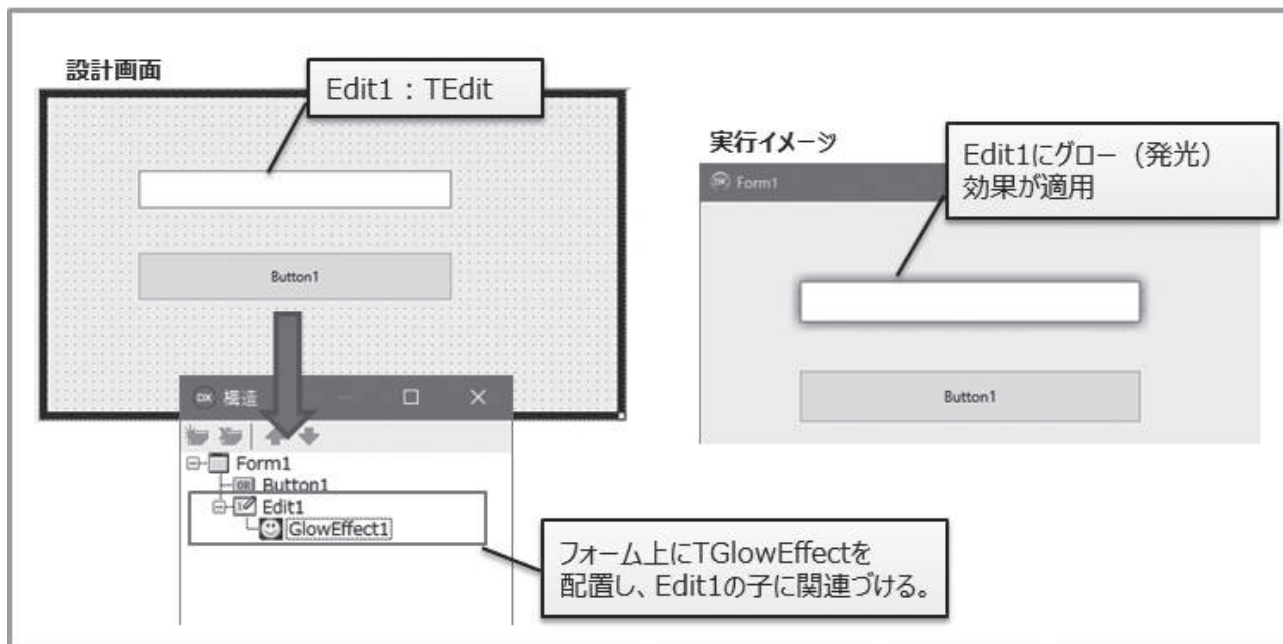 設計画面
Edit1：TEdit
Button1
構造
Form1
Button1
Edit1
GlowEffect1
フォーム上にTGlowEffectを
配置し、Edit1の子に関連づける。
実行イメージ
Form1
Edit1にグロー（発光）
効果が適用
Button1